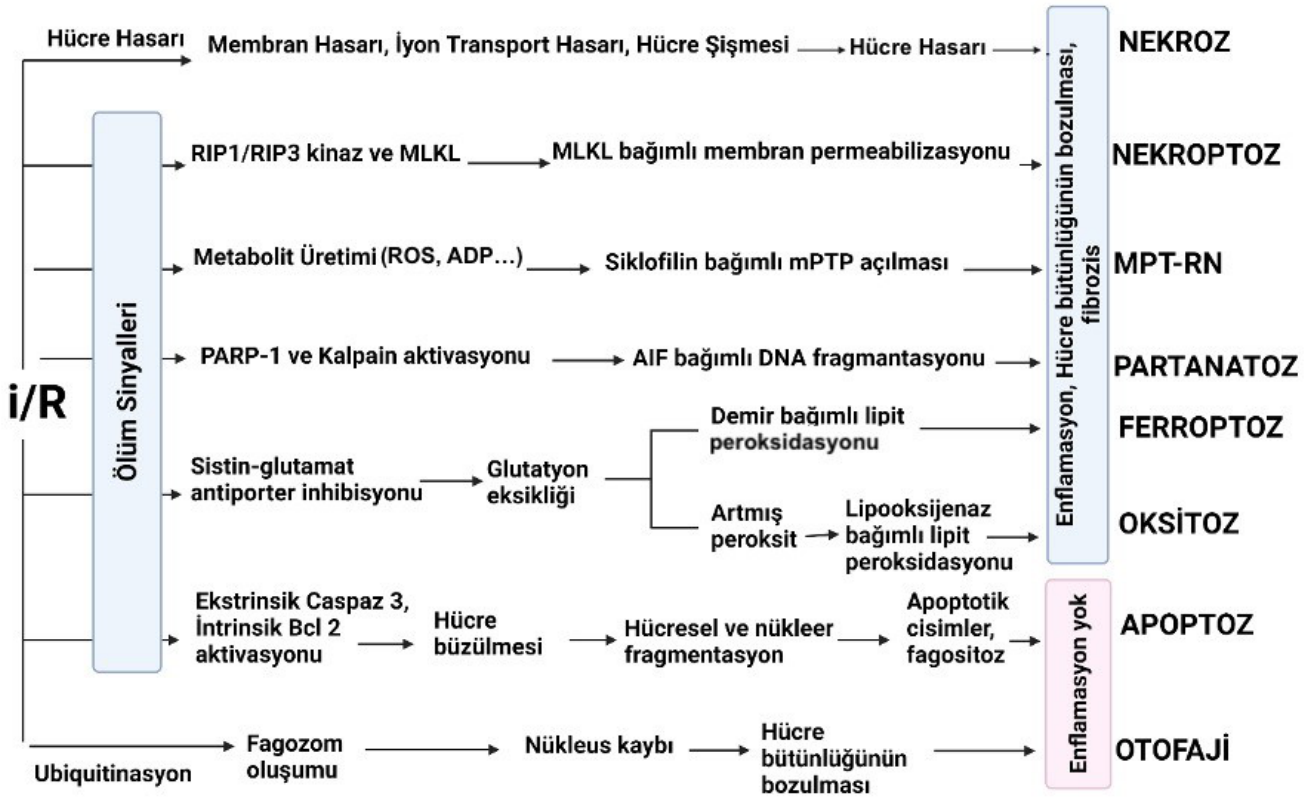 Hücre Hasarı
Membran Hasarı, İyon Transport Hasarı, Hücre Şişmesi
Hücre Hasarı
NEKROZ
RIP1/RIP3 kinaz ve MLKL
MLKL bağımlı membran permeabilizasyonu
NEKROPTOZ
Metabolit Üretimi (ROS, ADP...)
Siklofilin bağımlı mPTP açılması
MPT-RN
PARP-1 ve Kalpain aktivasyonu
AIF bağımlı DNA fragmantasyonu
PARTANATOZ
i/R
Ölüm Sinyalleri
Sistin-glutamat
antiporter inhibisyonu
Glutatyon
eksikliği
Demir bağımlı lipit
peroksidasyonu
FERROPTOZ
Artmış
peroksit
Lipooksijenaz
bağımlı lipit
peroksidasyonu
OKSİTOZ
Enflamasyon, Hücre bütünlüğünün bozulması,
fibrozis
Ekstrinsik Caspaz 3,
İntrinsik Bcl 2
aktivasyonu
Hücre
büzülmesi
Hücresel ve nükleer
fragmentasyon
Apoptotik
cisimler,
fagositoz
APOPTOZ
Enflamasyon yok
Ubiquitinasyon
Fagozom
oluşumu
Nükleus kaybı
Hücre
bütünlüğünün
bozulması
OTOFAJİ